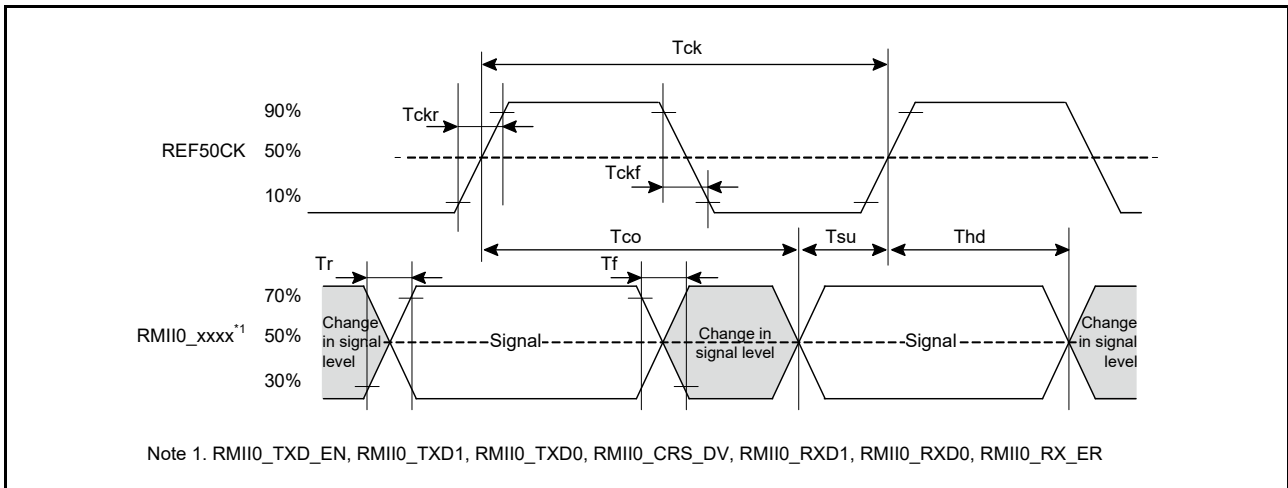 Tck
90%
Tckr
REF50CK 50%
Tckf
10%
Tco Tsu Thd
Tr Tf
70%
RMII0_xxxx*1 50%
Change in signal level
Signal
Change in signal level
Signal
Change in signal level
30%
Note 1. RMII0_TXD_EN, RMII0_TXD1, RMII0_TXD0, RMII0_CRS_DV, RMII0_RXD1, RMII0_RXD0, RMII0_RX_ER